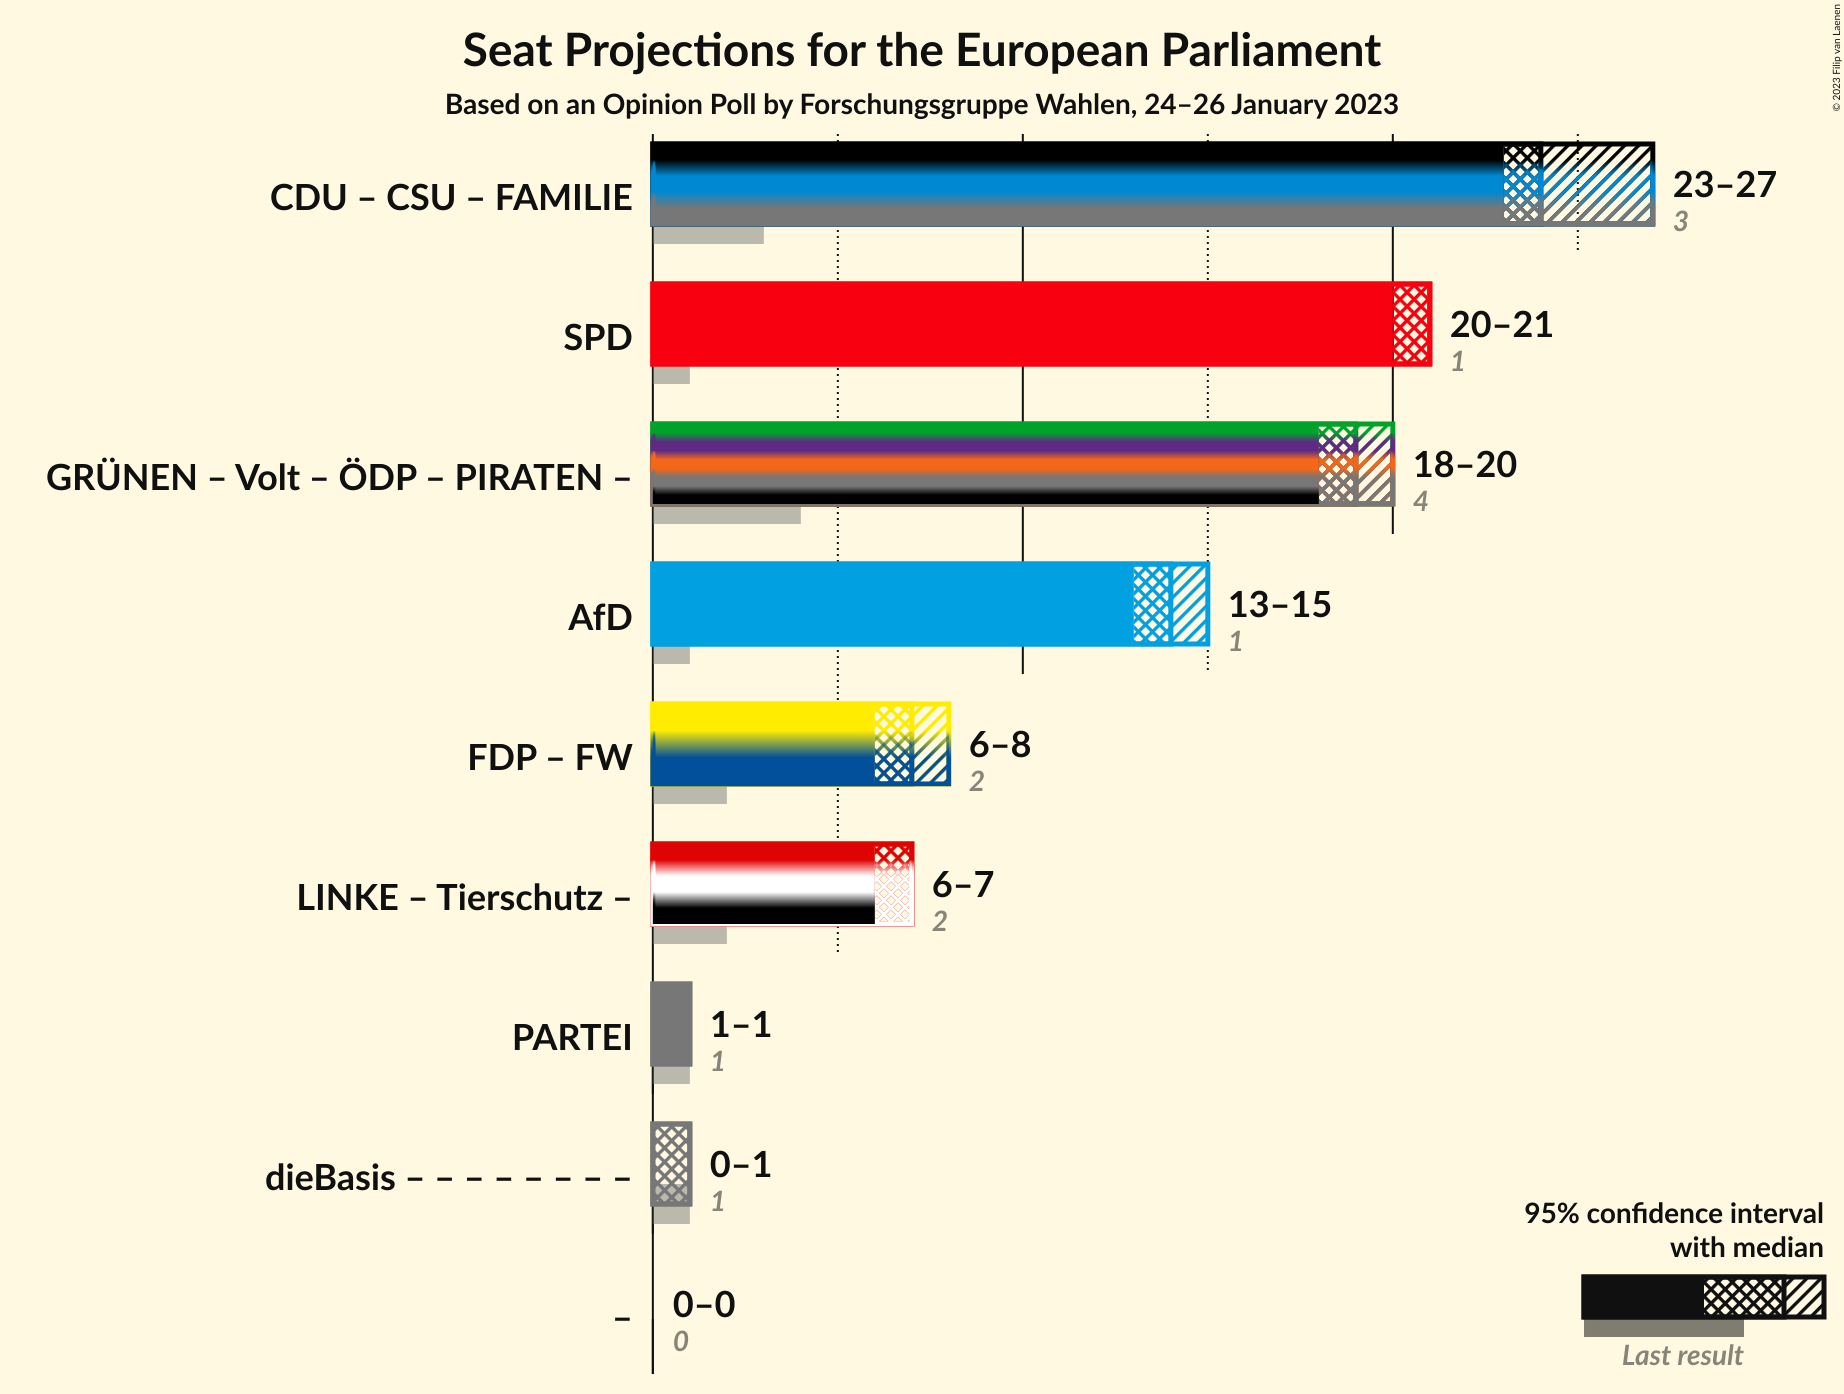 Seat Projections for the European Parliament
Based on an Opinion Poll by Forschungsgruppe Wahlen, 24–26 January 2023
© 2023 Filip van Laenen
CDU – CSU – FAMILIE
23–27
3
SPD
20–21
1
GRÜNEN – Volt – ÖDP – PIRATEN –
18–20
4
AfD
13–15
1
FDP – FW
6–8
2
LINKE – Tierschutz –
6–7
2
PARTEI
1–1
1
dieBasis – – – – – – – –
0–1
1
–
0–0
0
95% confidence interval
with median
Last result